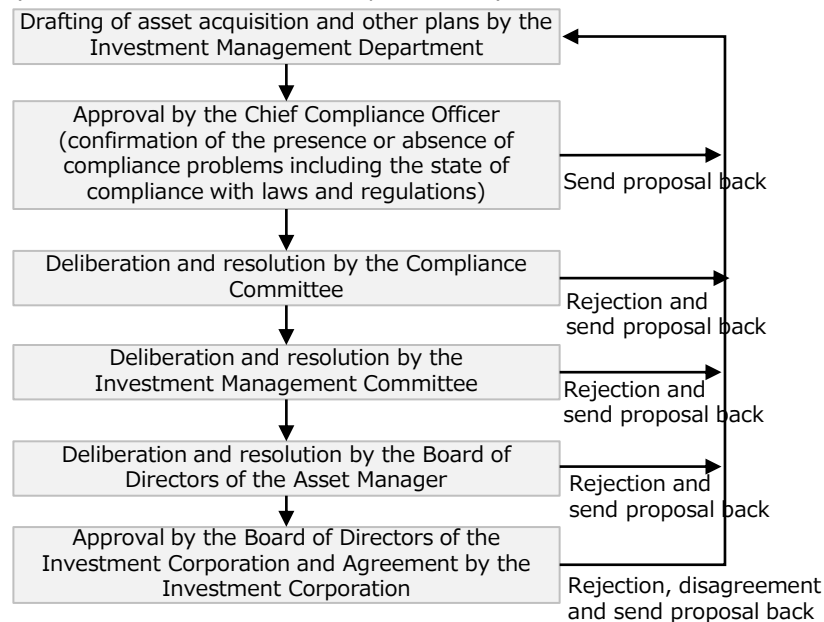 Drafting of asset acquisition and other plans by the
Investment Management Department
Approval by the Chief Compliance Officer
(confirmation of the presence or absence of
compliance problems including the state of
compliance with laws and regulations)
Send proposal back
Deliberation and resolution by the Compliance
Committee
Rejection and
send proposal back
Deliberation and resolution by the
Investment Management Committee
Rejection and
send proposal back
Deliberation and resolution by the Board of
Directors of the Asset Manager
Rejection and
send proposal back
Approval by the Board of Directors of the
Investment Corporation and Agreement by the
Investment Corporation
Rejection, disagreement
and send proposal back